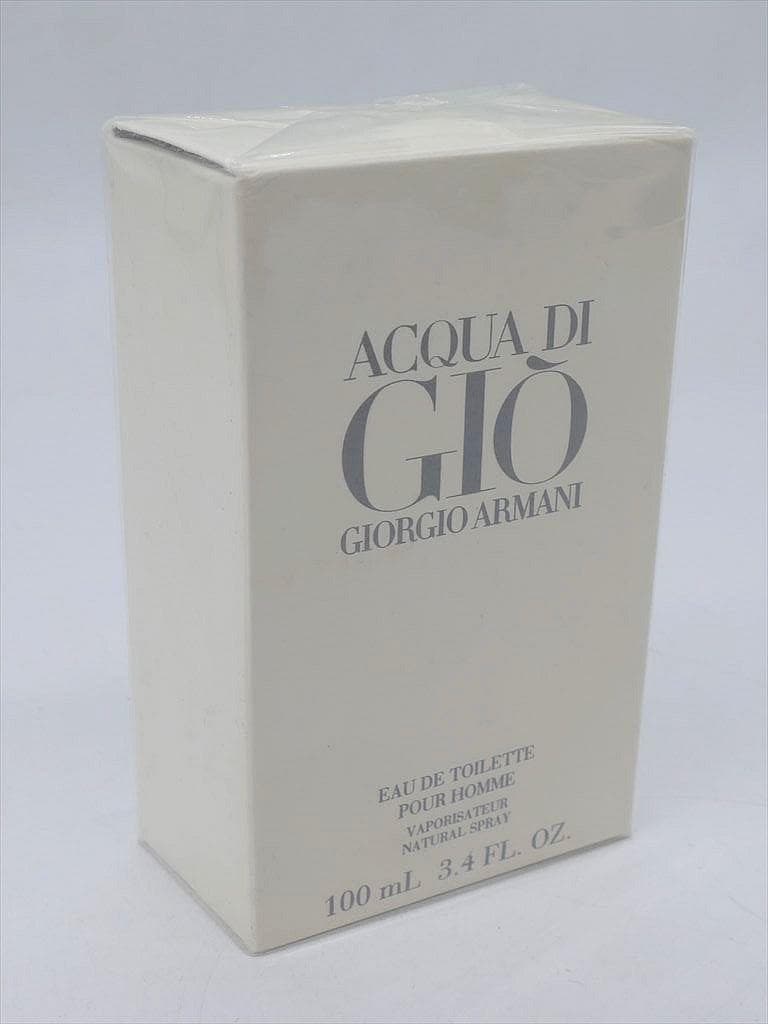 ACQUA DI
GIÒ
GIORGIO ARMANI
EAU DE TOILETTE
POUR HOMME
VAPORISATEUR
NATURAL SPRAY
100 mL 3.4 FL. OZ.